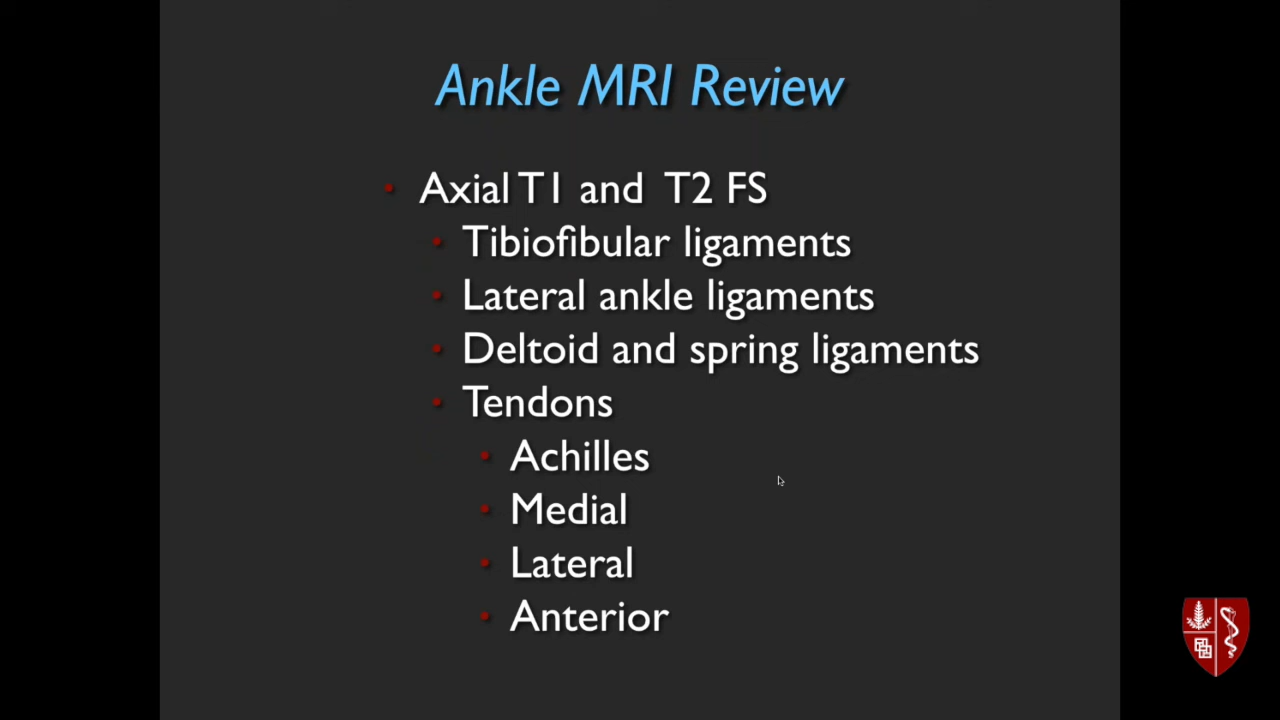 Ankle MRI Review
• Axial T1 and T2 FS
• Tibiofibular ligaments
• Lateral ankle ligaments
• Deltoid and spring ligaments
• Tendons
• Achilles
• Medial
• Lateral
• Anterior